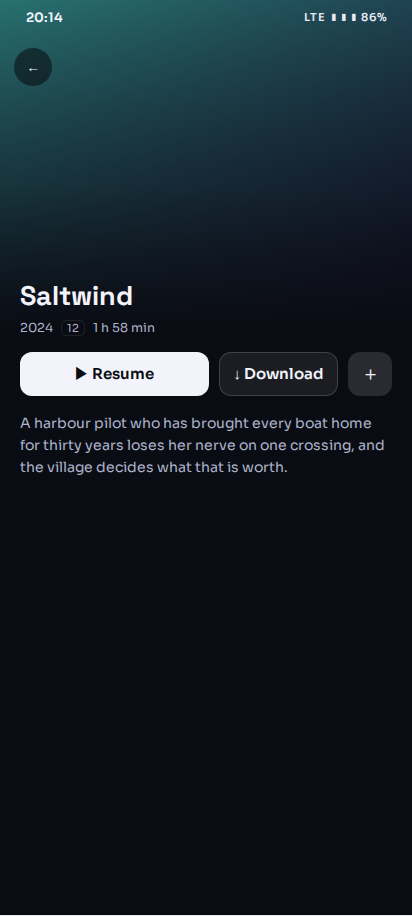 20:14
LTE ▮ ▮ ▮ 86%
←
Saltwind
2024 12 1 h 58 min
▶ Resume
↓ Download
+
A harbour pilot who has brought every boat home
for thirty years loses her nerve on one crossing, and
the village decides what that is worth.